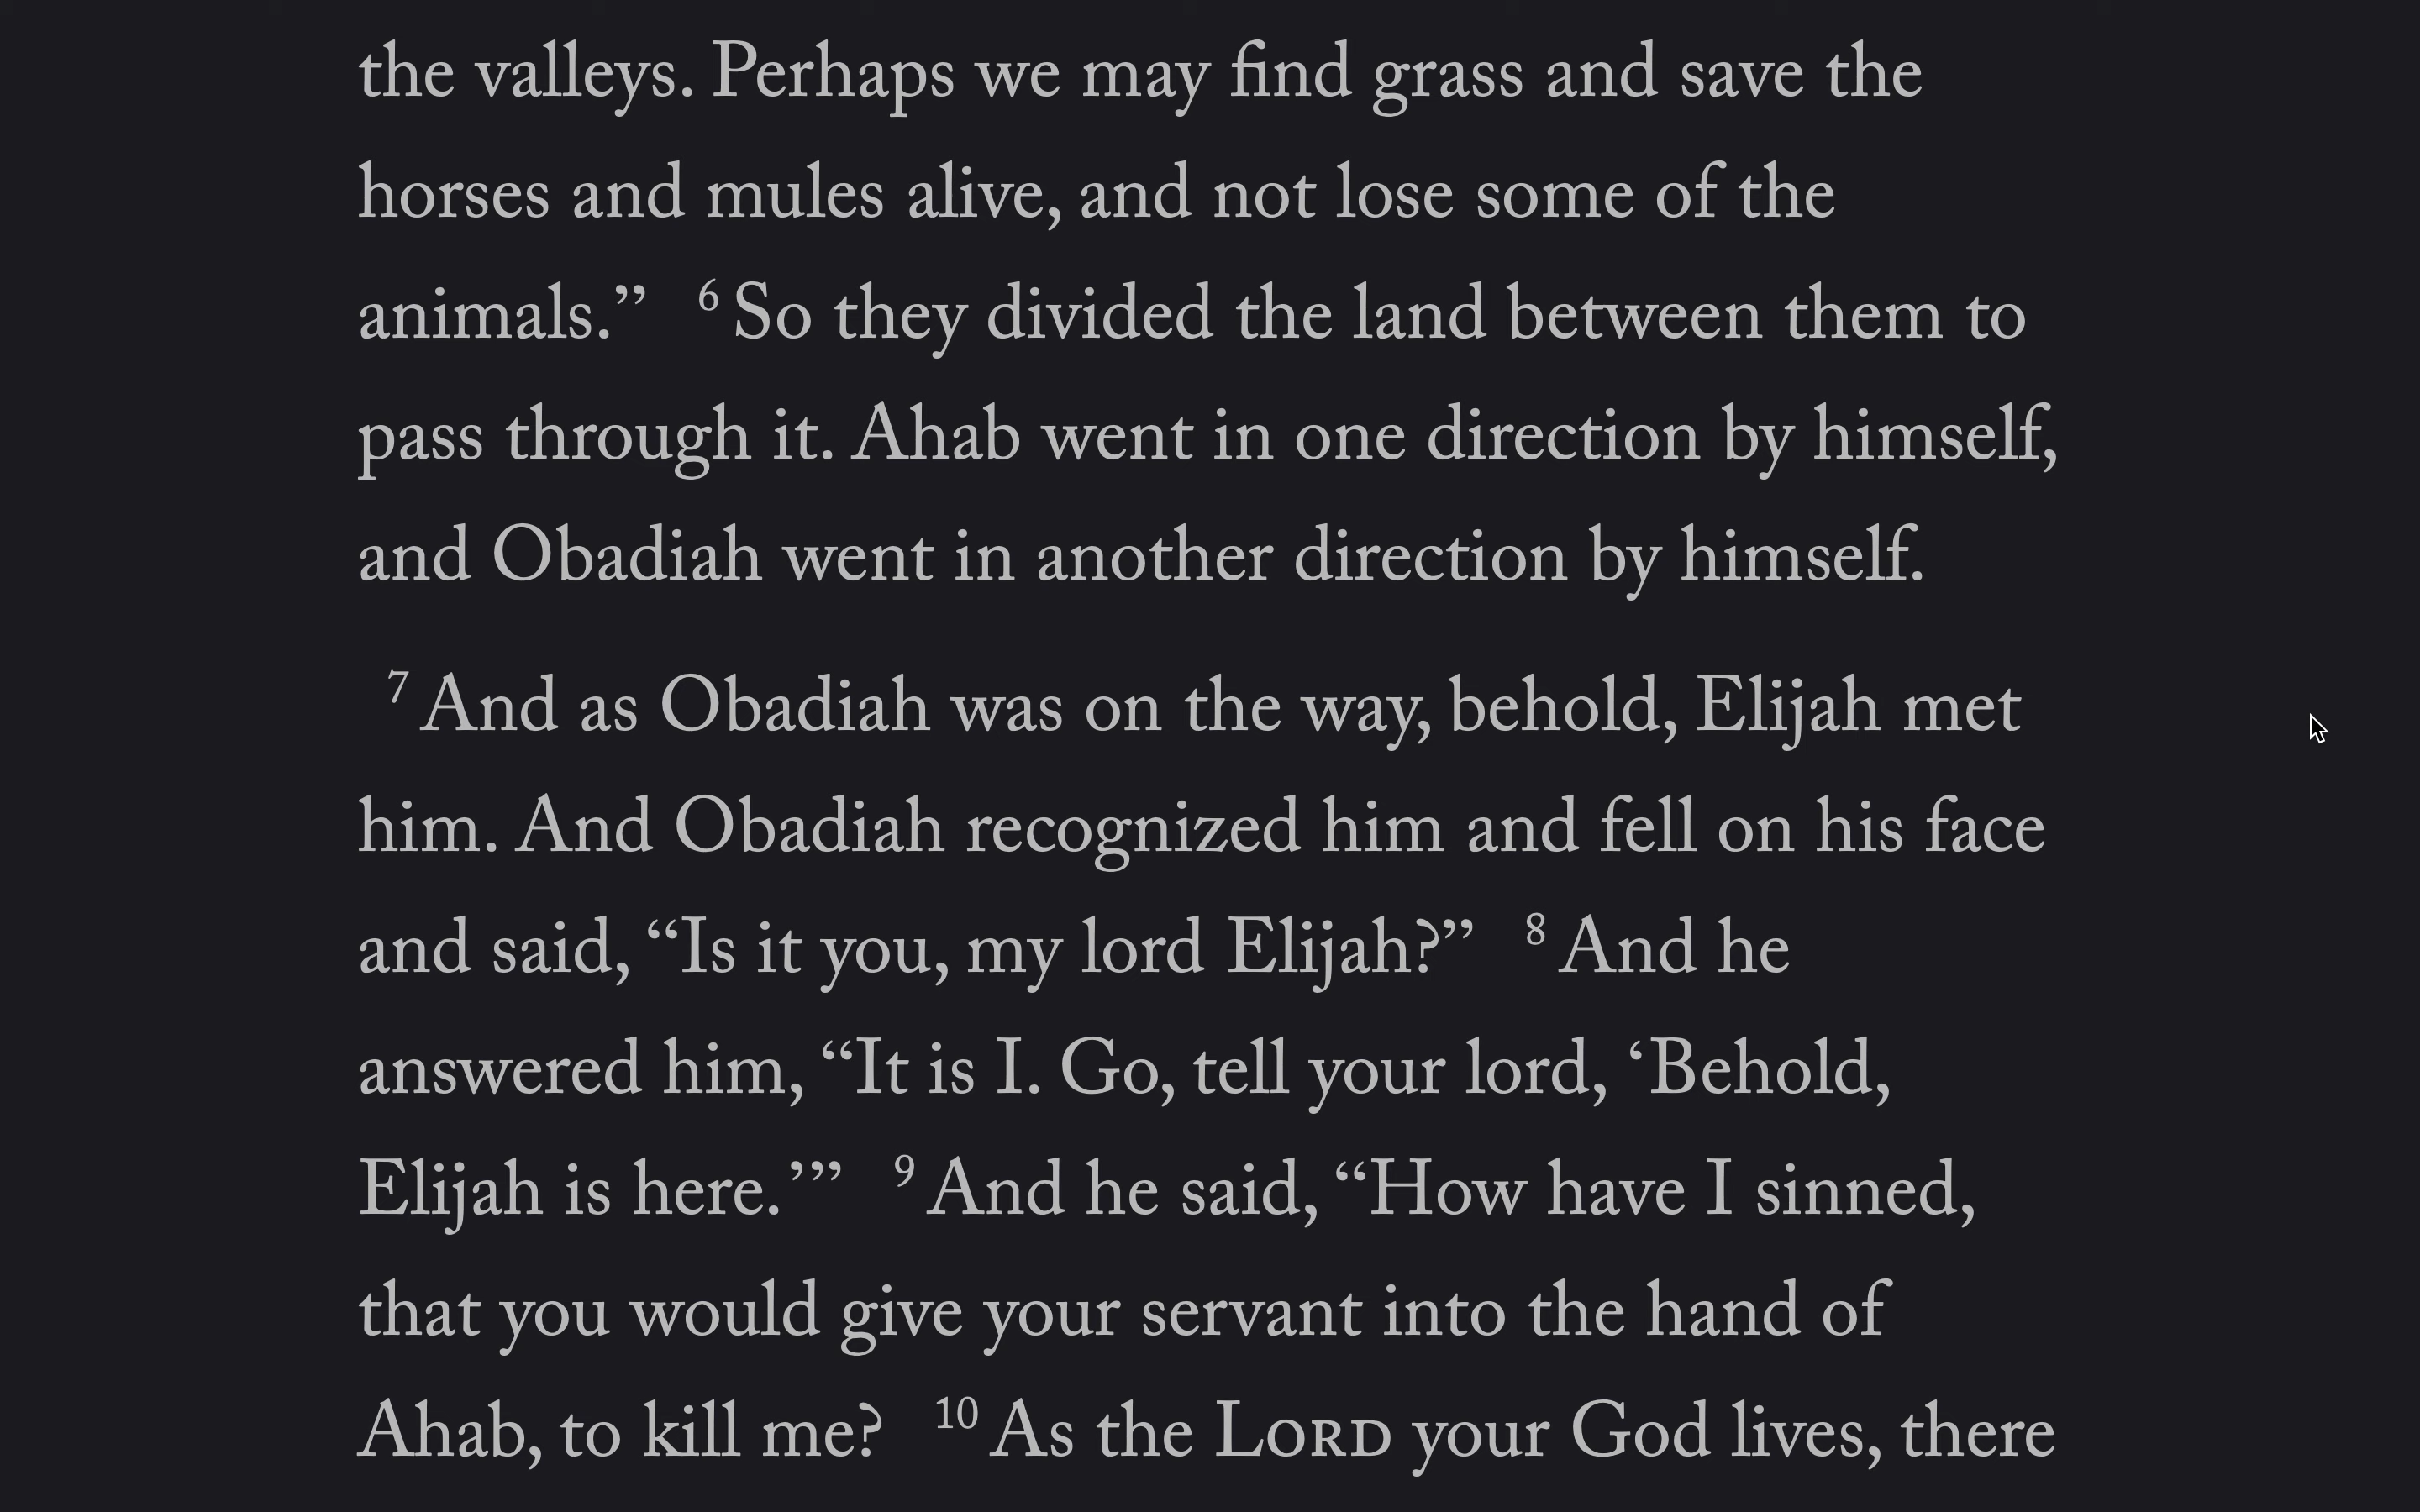 the valleys. Perhaps we may find grass and save the
horses and mules alive, and not lose some of the
animals.” 6 So they divided the land between them to
pass through it. Ahab went in one direction by himself,
and Obadiah went in another direction by himself.
7 And as Obadiah was on the way, behold, Elijah met
him. And Obadiah recognized him and fell on his face
and said, “Is it you, my lord Elijah?” 8 And he
answered him, “It is I. Go, tell your lord, ‘Behold,
Elijah is here.’” 9 And he said, “How have I sinned,
that you would give your servant into the hand of
Ahab, to kill me? 10 As the LORD your God lives, there